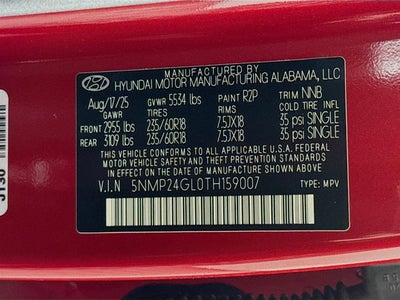 MANUFACTURED BY
HYUNDAI MOTOR MANUFACTURING ALABAMA, LLC
Aug/17/25 GVWR 5534 lbs PAINT R2P TRIM NNB
GAWR TIRES RIMS COLD TIRE INFL
FRONT 2955 lbs 235/60R18 7.5JX18 35 psi SINGLE
REAR 3109 lbs 235/60R18 7.5JX18 35 psi SINGLE
THIS VEHICLE CONFORMS TO ALL APPLICABLE U.S. FEDERAL
MOTOR VEHICLE SAFETY AND THEFT PREVENTION STANDARDS IN
EFFECT ON THE DATE OF MANUFACTURE SHOWN ABOVE.
V.I.N 5NMP24GL0TH159007 TYPE: MPV